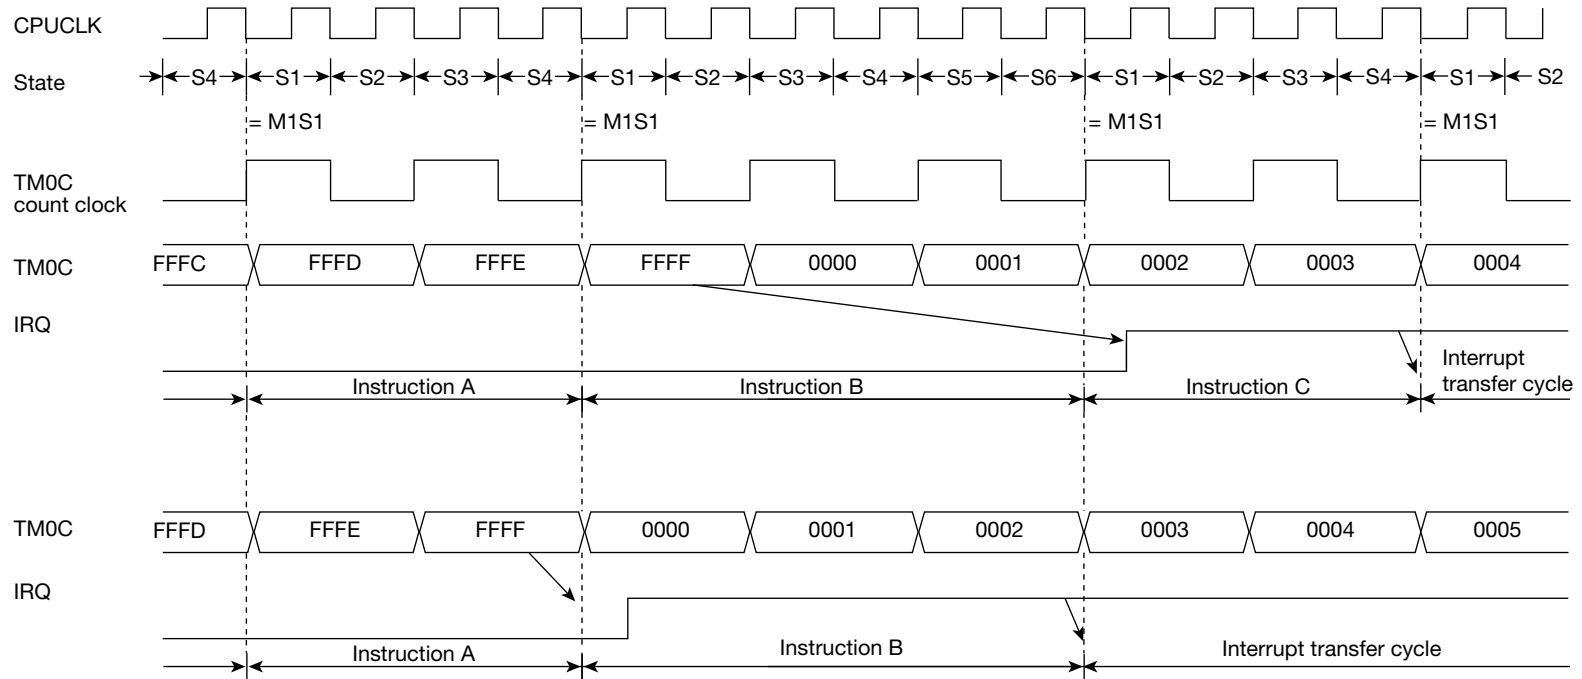 CPUCLK
State S4 S1 S2 S3 S4 S1 S2 S3 S4 S5 S6 S1 S2 S3 S4 S1 S2
= M1S1 = M1S1 = M1S1 = M1S1
TM0C
count clock
TM0C FFFC FFFD FFFE FFFF 0000 0001 0002 0003 0004
IRQ
Interrupt
transfer cycle
Instruction A Instruction B Instruction C
TM0C FFFD FFFE FFFF 0000 0001 0002 0003 0004 0005
IRQ
Instruction A Instruction B Interrupt transfer cycle